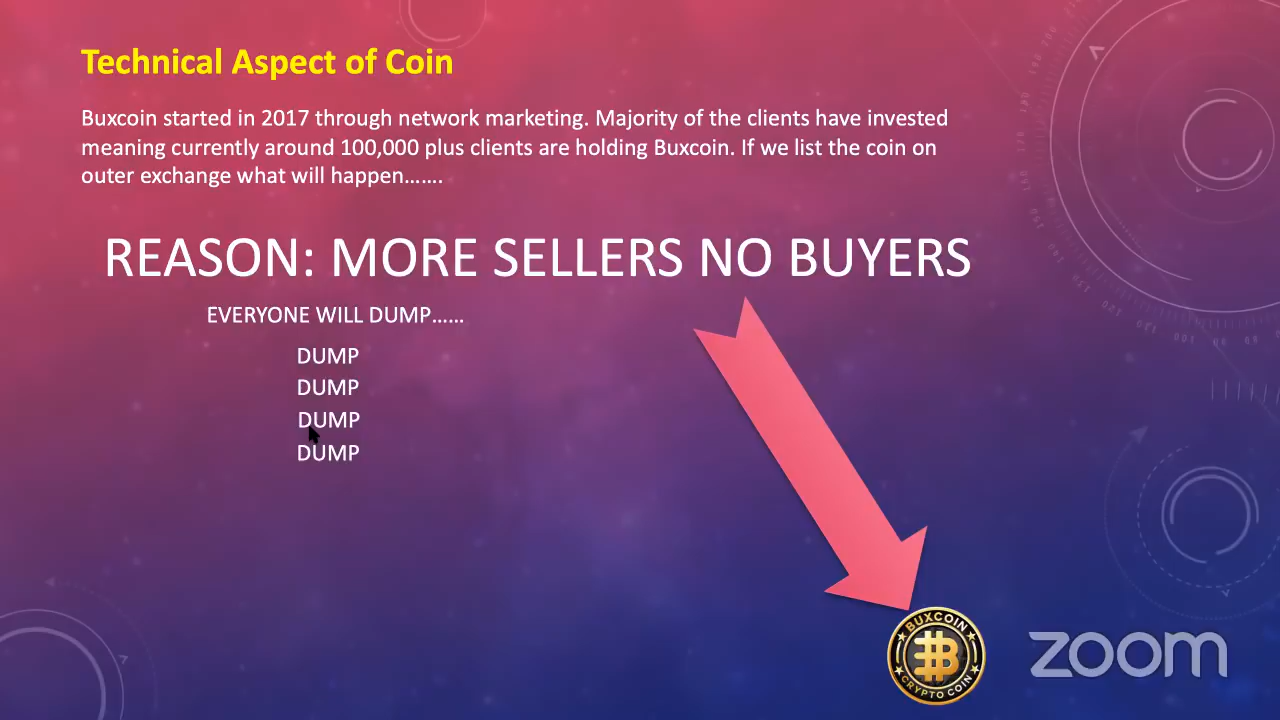 Technical Aspect of Coin
Buxcoin started in 2017 through network marketing. Majority of the clients have invested
meaning currently around 100,000 plus clients are holding Buxcoin. If we list the coin on
outer exchange what will happen…….
REASON: MORE SELLERS NO BUYERS
EVERYONE WILL DUMP……
DUMP
DUMP
DUMP
DUMP
BUXCOIN
CRYPTO COIN
zoom